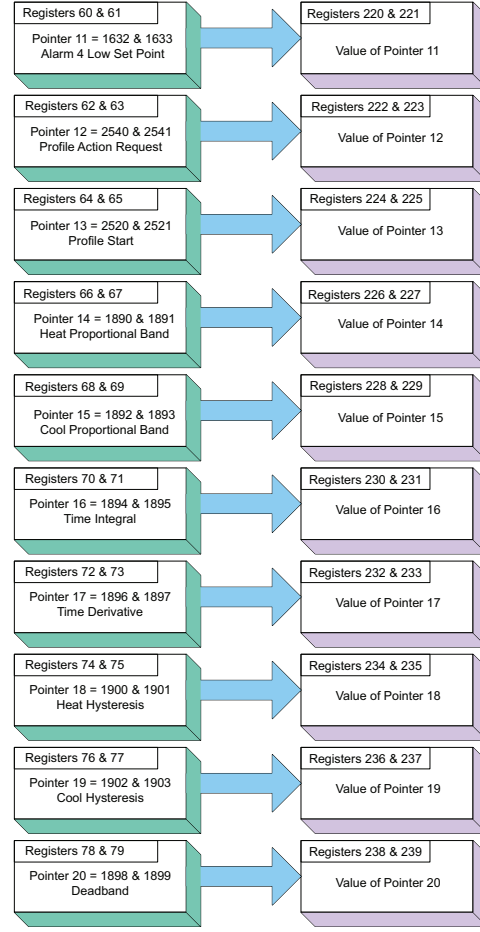 Registers 60 & 61
Pointer 11 = 1632 & 1633
Alarm 4 Low Set Point
Registers 220 & 221
Value of Pointer 11
Registers 62 & 63
Pointer 12 = 2540 & 2541
Profile Action Request
Registers 222 & 223
Value of Pointer 12
Registers 64 & 65
Pointer 13 = 2520 & 2521
Profile Start
Registers 224 & 225
Value of Pointer 13
Registers 66 & 67
Pointer 14 = 1890 & 1891
Heat Proportional Band
Registers 226 & 227
Value of Pointer 14
Registers 68 & 69
Pointer 15 = 1892 & 1893
Cool Proportional Band
Registers 228 & 229
Value of Pointer 15
Registers 70 & 71
Pointer 16 = 1894 & 1895
Time Integral
Registers 230 & 231
Value of Pointer 16
Registers 72 & 73
Pointer 17 = 1896 & 1897
Time Derivative
Registers 232 & 233
Value of Pointer 17
Registers 74 & 75
Pointer 18 = 1900 & 1901
Heat Hysteresis
Registers 234 & 235
Value of Pointer 18
Registers 76 & 77
Pointer 19 = 1902 & 1903
Cool Hysteresis
Registers 236 & 237
Value of Pointer 19
Registers 78 & 79
Pointer 20 = 1898 & 1899
Deadband
Registers 238 & 239
Value of Pointer 20